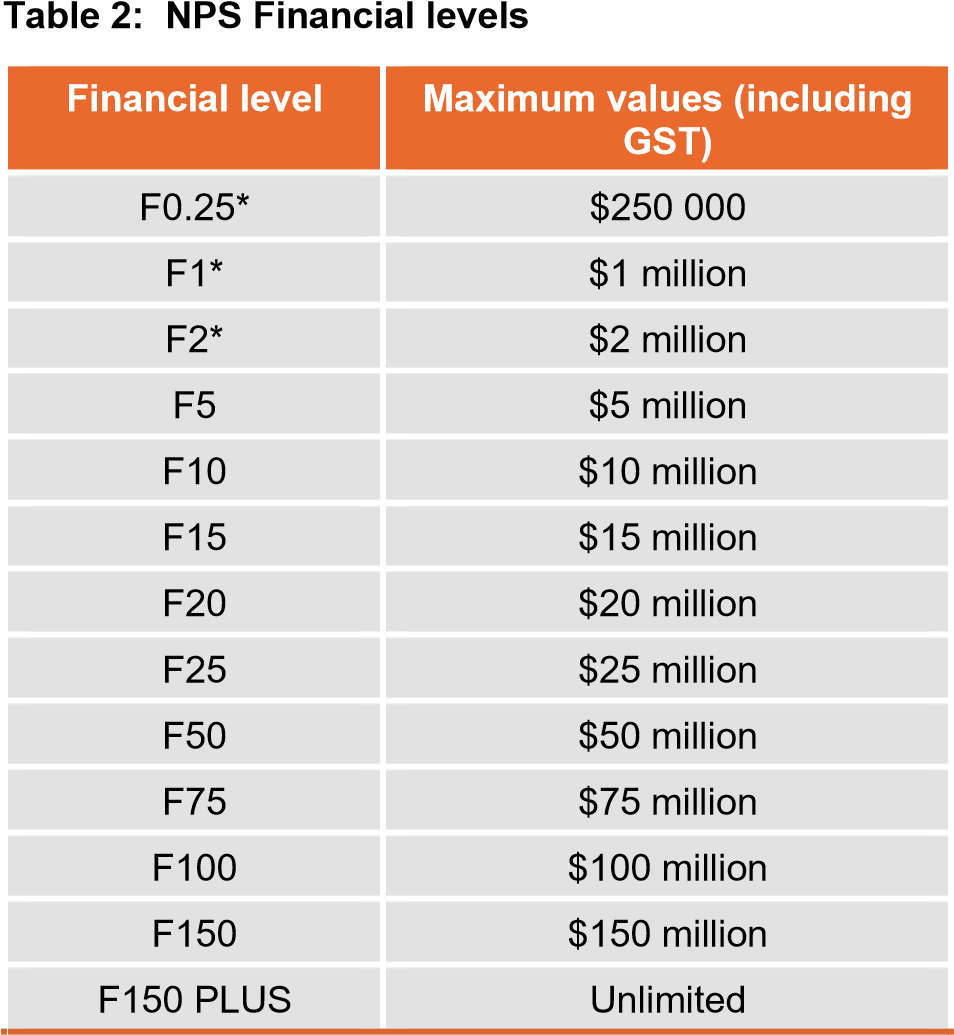 Table 2:  NPS Financial levels
Financial level
Maximum values (including
GST)
F0.25*
$250 000
F1*
$1 million
F2*
$2 million
F5
$5 million
F10
$10 million
F15
$15 million
F20
$20 million
F25
$25 million
F50
$50 million
F75
$75 million
F100
$100 million
F150
$150 million
F150 PLUS
Unlimited